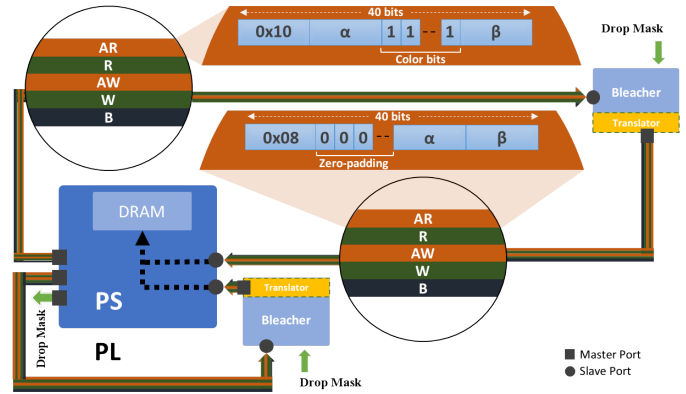 40 bits
0x10 α 1 1 -- 1 β
Color bits
Drop Mask
AR
R
AW
W
B
Bleacher
Translator
40 bits
0x08 0 0 0 -- α β
Zero-padding
DRAM
AR
R
AW
W
B
PS
Translator
Bleacher
Drop Mask
PL
Drop Mask
Master Port
Slave Port